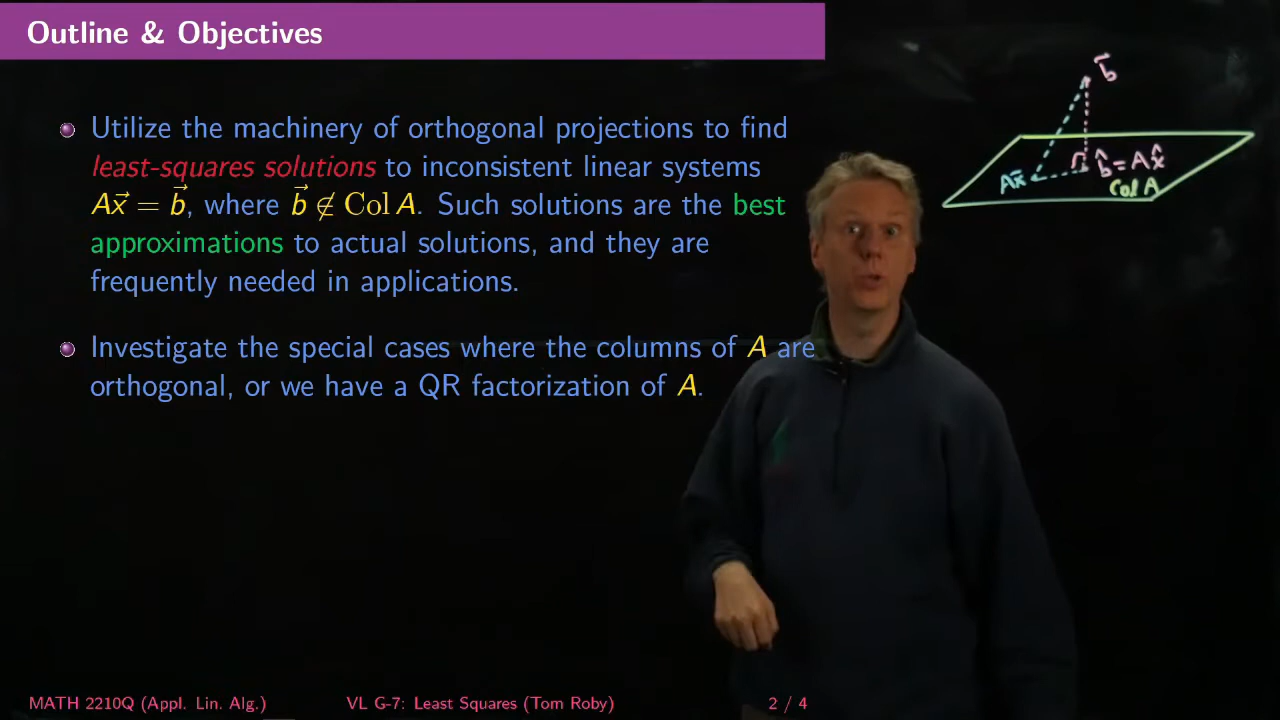 Outline & Objectives
Utilize the machinery of orthogonal projections to find
least-squares solutions to inconsistent linear systems
Ax⃗ = b⃗, where b⃗ ∉ Col A. Such solutions are the best
approximations to actual solutions, and they are
frequently needed in applications.
Investigate the special cases where the columns of A are
orthogonal, or we have a QR factorization of A.
b⃗
b̂ = Ax̂
Ax⃗
Col A
MATH 2210Q (Appl. Lin. Alg.) VL G-7: Least Squares (Tom Roby) 2 / 4